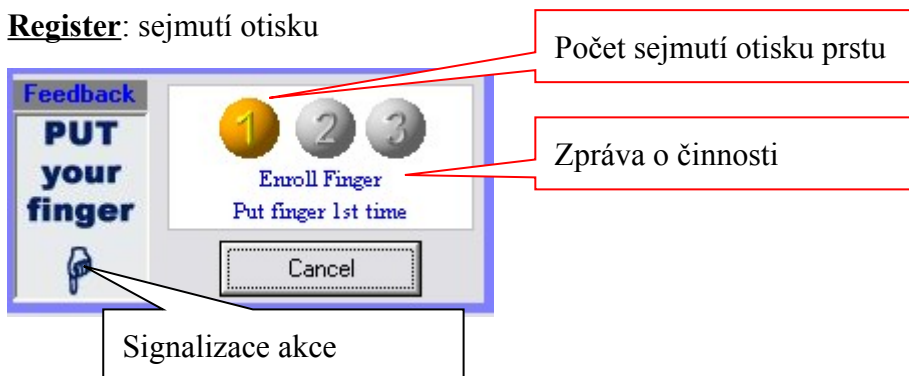 Register: sejmutí otisku
Počet sejmutí otisku prstu
Feedback
PUT
your
finger
1 2 3
Enroll Finger
Put finger 1st time
Zpráva o činnosti
Cancel
Signalizace akce